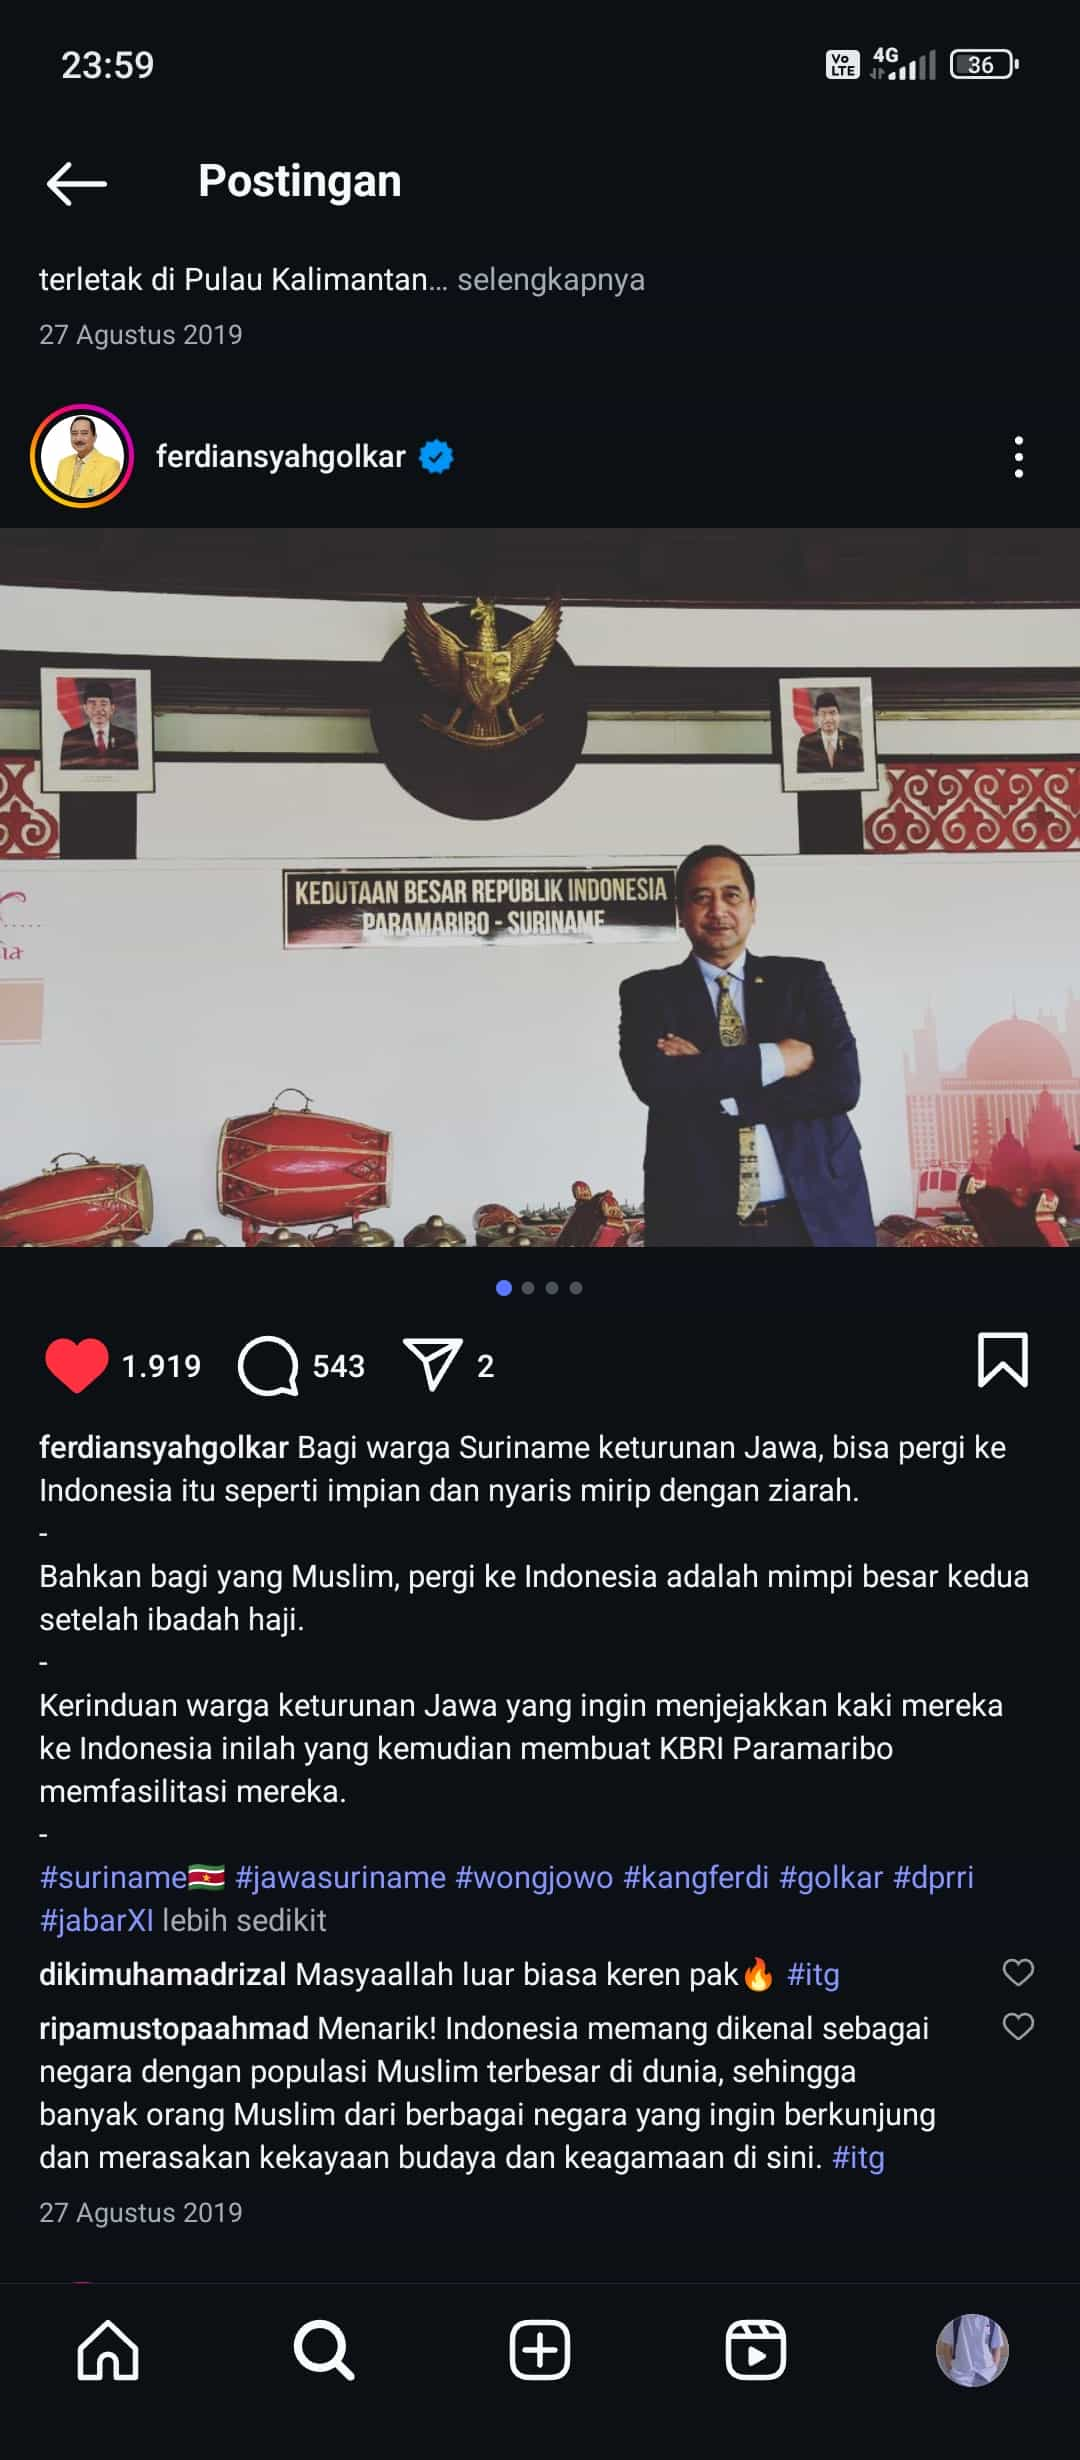 23:59
Vo
LTE
4G
36
Postingan
terletak di Pulau Kalimantan... selengkapnya
27 Agustus 2019
ferdiansyahgolkar
KEDUTAAN BESAR REPUBLIK INDONESIA
PARAMARIBO - SURINAME
1.919
543
2
ferdiansyahgolkar Bagi warga Suriname keturunan Jawa, bisa pergi ke
Indonesia itu seperti impian dan nyaris mirip dengan ziarah.
-
Bahkan bagi yang Muslim, pergi ke Indonesia adalah mimpi besar kedua
setelah ibadah haji.
-
Kerinduan warga keturunan Jawa yang ingin menjejakkan kaki mereka
ke Indonesia inilah yang kemudian membuat KBRI Paramaribo
memfasilitasi mereka.
-
#suriname🇸🇷 #jawasuriname #wongjowo #kangferdi #golkar #dprri
#jabarXI lebih sedikit
dikimuhamadrizal Masyaallah luar biasa keren pak🔥 #itg
ripamustopaahmad Menarik! Indonesia memang dikenal sebagai
negara dengan populasi Muslim terbesar di dunia, sehingga
banyak orang Muslim dari berbagai negara yang ingin berkunjung
dan merasakan kekayaan budaya dan keagamaan di sini. #itg
27 Agustus 2019